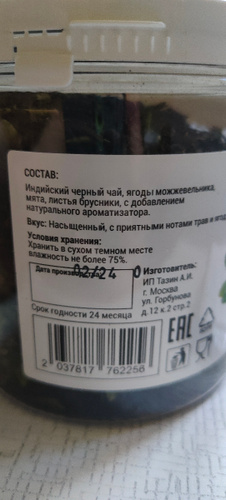 СОСТАВ:
Индийский черный чай, ягоды можжевельника,
мята, листья брусники, с добавлением
натурального ароматизатора.
Вкус: Насыщенный, с приятными нотами трав и
Условия хранения:
Хранить в сухом темном месте
влажность не более 75%.
Дата производства
02/24
Изготовитель:
ИП Тазин А.И.
г. Москва
ул. Горбунова
д.12 к.2 стр.2
Срок годности 24 месяца
EAC
2 037817 762256